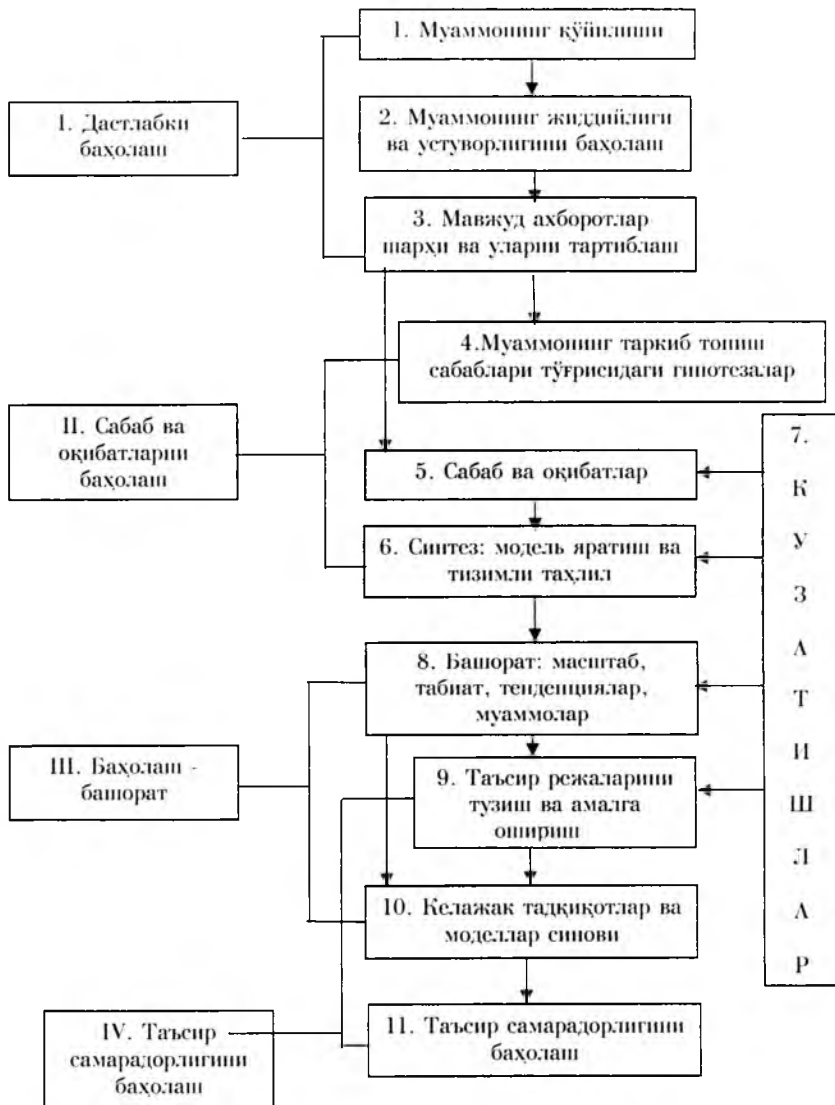 1. Муаммонинг қўйилиши
1. Дастлабки
баҳолаш
2. Муаммонинг жиддийлиги
ва устуворлигини баҳолаш
3. Мавжуд ахборотлар
шарҳи ва уларни тартиблаш
4.Муаммонинг таркиб топиш
сабаблари тўғрисидаги гипотезалар
II. Сабаб ва
оқибатларни
баҳолаш
5. Сабаб ва оқибатлар
6. Синтез: модель яратиш ва
тизимли таҳлил
7.
К
У
З
А
Т
И
Ш
Л
А
Р
8. Башорат: масштаб,
табиат, тенденциялар,
муаммолар
III. Баҳолаш -
башорат
9. Таъсир режаларини
тузиш ва амалга
ошириш
10. Келажак тадқиқотлар ва
моделлар синови
IV. Таъсир
самарадорлигини
баҳолаш
11. Таъсир самарадорлигини
баҳолаш